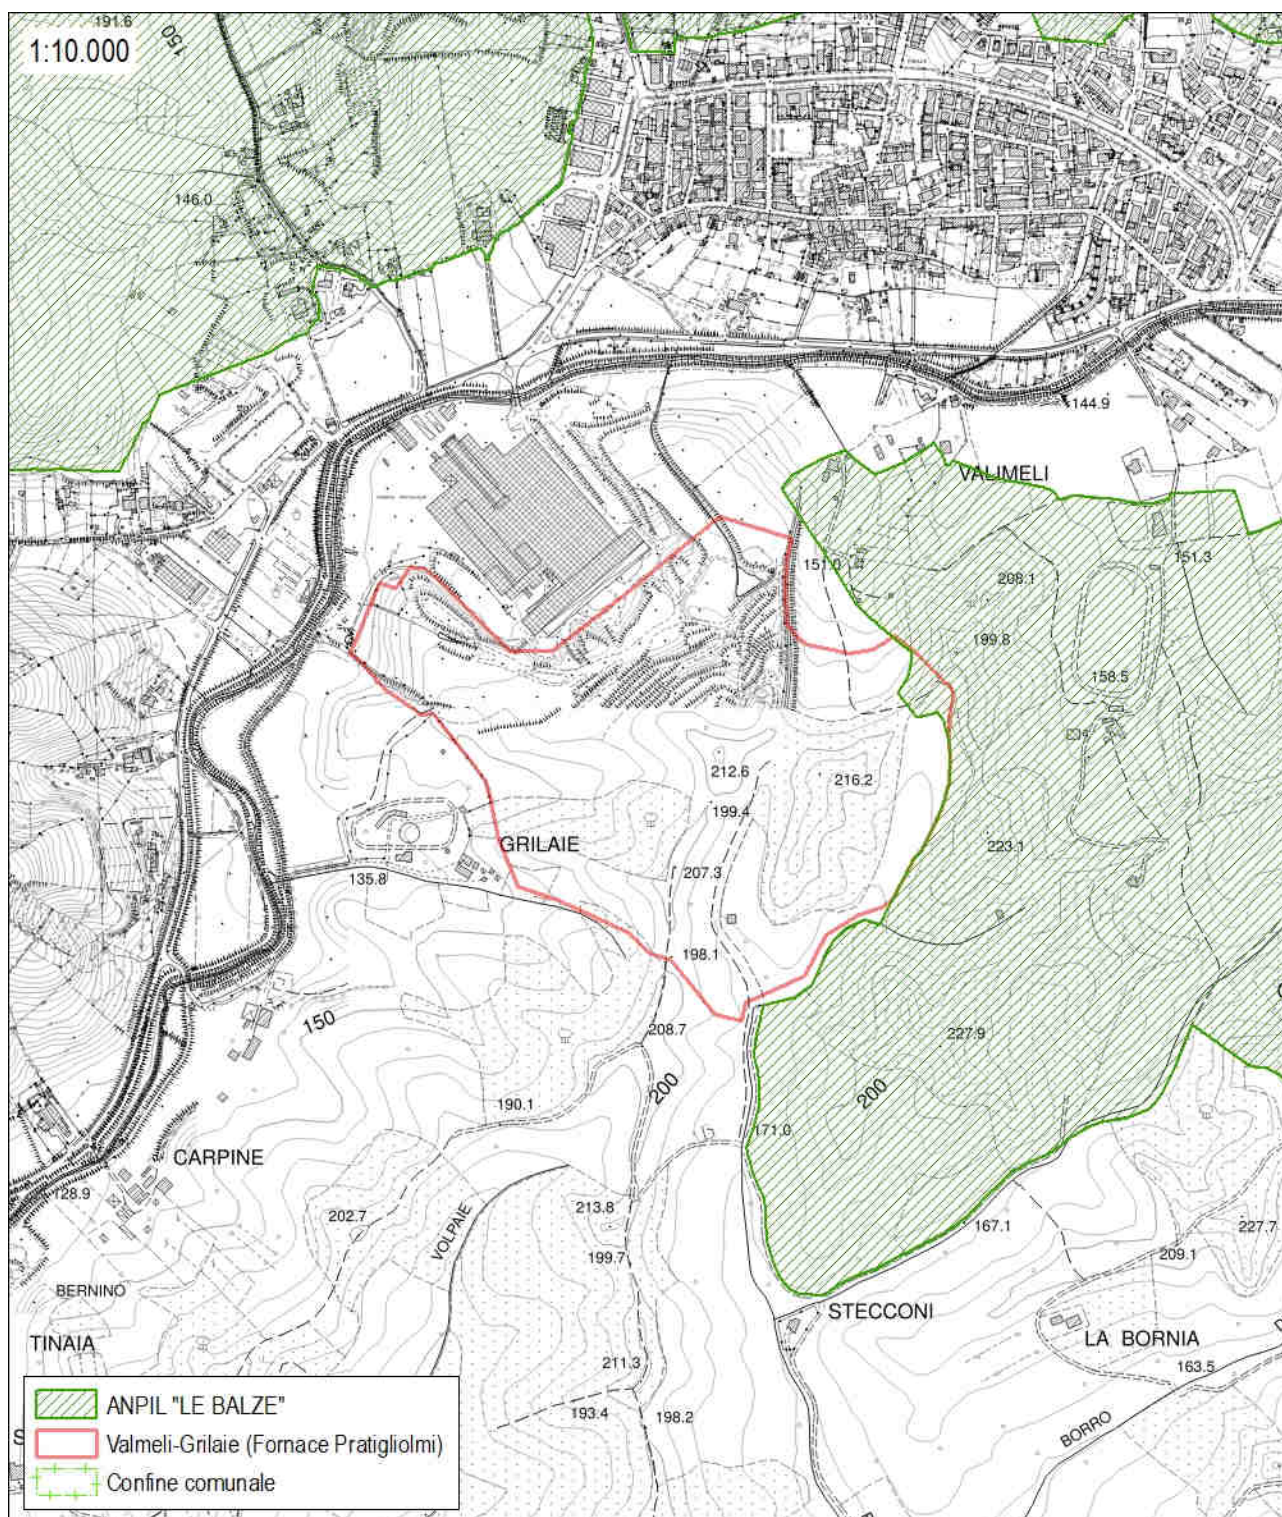 191.6
150
1:10.000
146.0
144.9
VALIMELI
151.0
151.3
208.1
199.8
158.5
212.6
216.2
199.4
GRILAIE
223.1
135.8
207.3
198.1
150
208.7
227.9
200
200
190.1
171.0
CARPINE
128.9
202.7
213.8
VOLPAIE
167.1
227.7
199.7
209.1
BERNINO
STECCONI
TINAIA
LA BORNIA
211.3
163.5
193.4
198.2
BORRO
ANPIL "LE BALZE"
Valmeli-Grilaie (Fornace Pratigliolmi)
Confine comunale